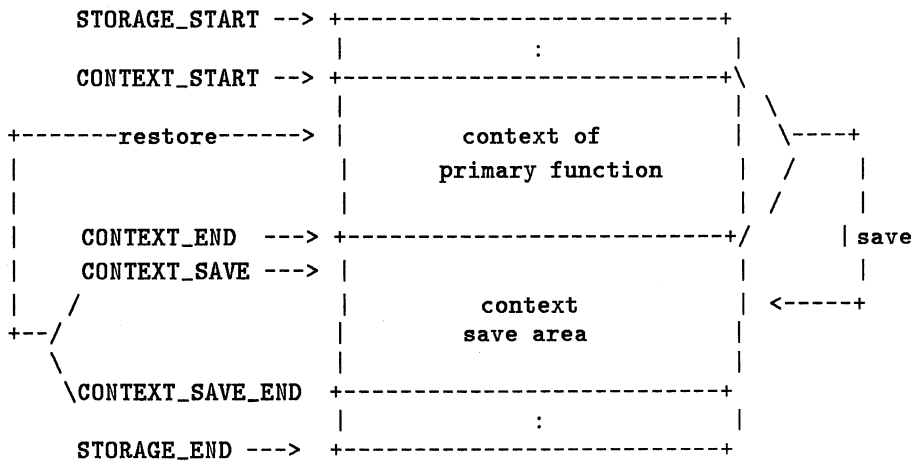 STORAGE_START --> +---------------------------+
| : |
CONTEXT_START --> +---------------------------+\
| | \
+-------restore------> | context of | \----+
| | primary function | / |
| | | / |
| CONTEXT_END ---> +---------------------------+/ |save
| CONTEXT_SAVE ---> | | |
| / | context | <-----+
+--/ | save area |
\ | |
\CONTEXT_SAVE_END +---------------------------+
| : |
STORAGE_END ---> +---------------------------+